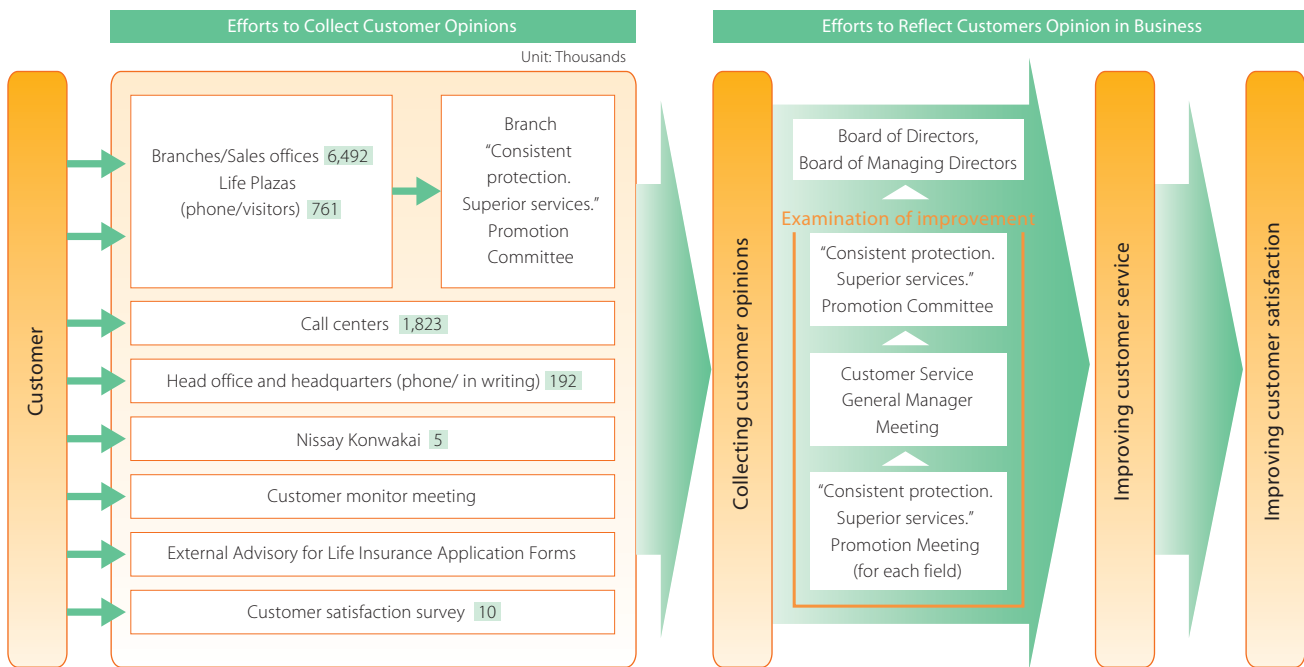 Efforts to Collect Customer Opinions
Unit: Thousands
Customer
Branches/Sales offices 6,492
Life Plazas
(phone/visitors) 761
Branch
“Consistent
protection.
Superior services.”
Promotion
Committee
Call centers 1,823
Head office and headquarters (phone/ in writing) 192
Nissay Konwakai 5
Customer monitor meeting
External Advisory for Life Insurance Application Forms
Customer satisfaction survey 10
Efforts to Reflect Customers Opinion in Business
Collecting customer opinions
Board of Directors,
Board of Managing Directors
Examination of improvement
“Consistent protection.
Superior services.”
Promotion Committee
Customer Service
General Manager
Meeting
“Consistent protection.
Superior services.”
Promotion Meeting
(for each field)
Improving customer service
Improving customer satisfaction